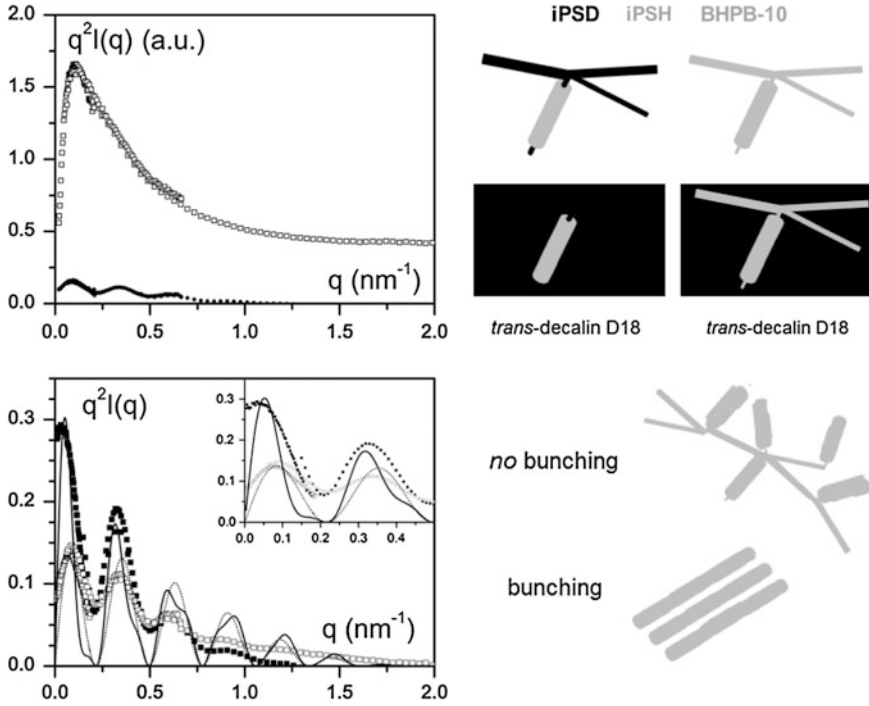 q²I(q) (a.u.)
2.0
1.5
1.0
0.5
0.0
q (nm⁻¹)
0.0 0.5 1.0 1.5 2.0
iPSD iPSH BHPB-10
trans-decalin D18 trans-decalin D18
q²I(q)
0.3
0.2
0.1
0.0
q (nm⁻¹)
0.0 0.5 1.0 1.5 2.0
0.3
0.2
0.1
0.0
0.0 0.1 0.2 0.3 0.4
no bunching
bunching